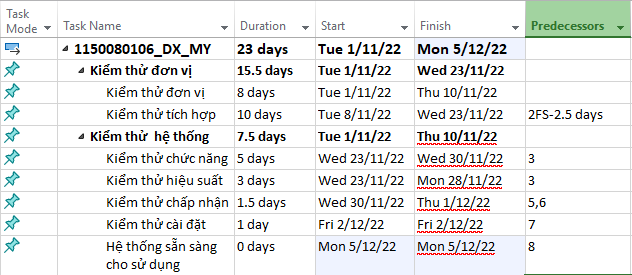 Task Mode Task Name Duration Start Finish Predecessors
1150080106_DX_MY 23 days Tue 1/11/22 Mon 5/12/22
Kiểm thử đơn vị 15.5 days Tue 1/11/22 Wed 23/11/22
Kiểm thử đơn vị 8 days Tue 1/11/22 Thu 10/11/22
Kiểm thử tích hợp 10 days Tue 8/11/22 Wed 23/11/22 2FS-2.5 days
Kiểm thử hệ thống 7.5 days Tue 1/11/22 Thu 10/11/22
Kiểm thử chức năng 5 days Wed 23/11/22 Wed 30/11/22 3
Kiểm thử hiệu suất 3 days Wed 23/11/22 Mon 28/11/22 3
Kiểm thử chấp nhận 1.5 days Wed 30/11/22 Thu 1/12/22 5,6
Kiểm thử cài đặt 1 day Fri 2/12/22 Fri 2/12/22 7
Hệ thống sẵn sàng cho sử dụng 0 days Mon 5/12/22 Mon 5/12/22 8